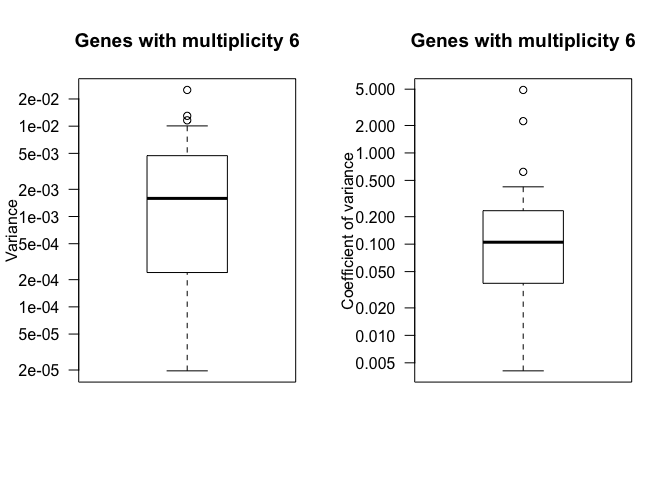 Genes with multiplicity 6
Variance
2e-02
1e-02
5e-03
2e-03
1e-03
5e-04
2e-04
1e-04
5e-05
2e-05
Genes with multiplicity 6
Coefficient of variance
5.000
2.000
1.000
0.500
0.200
0.100
0.050
0.020
0.010
0.005